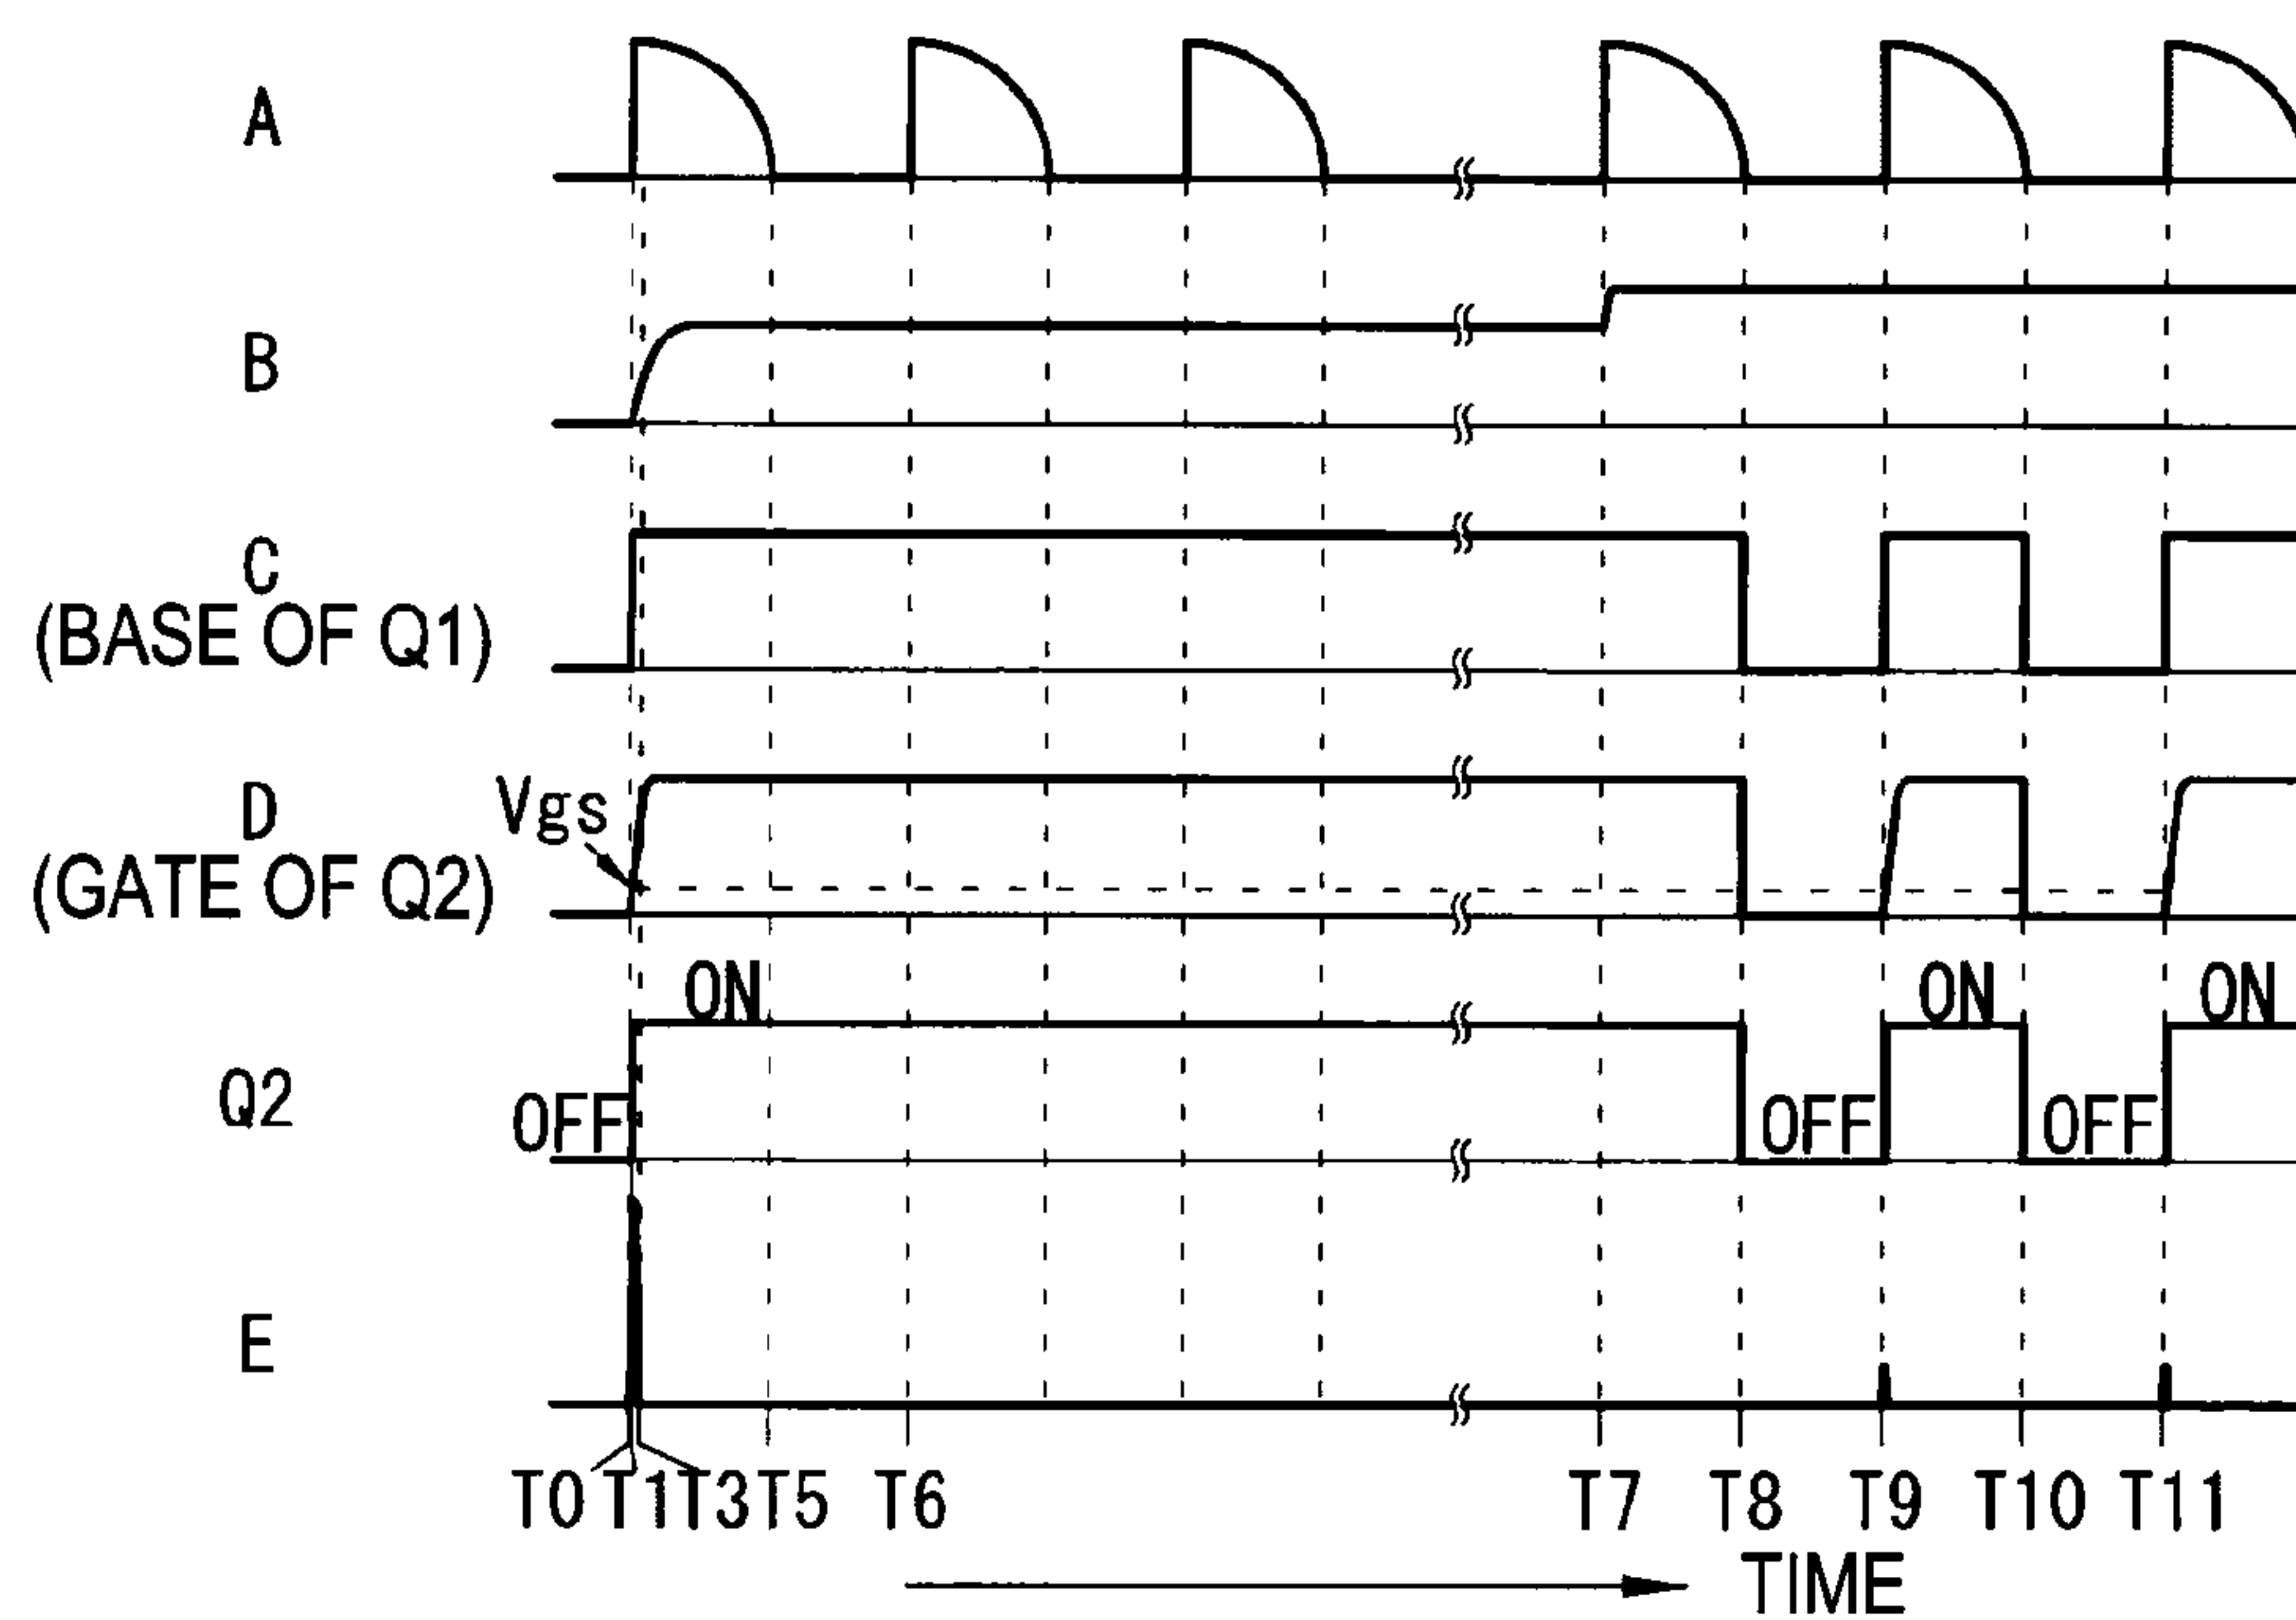 A
B
C
(BASE OF Q1)
D
(GATE OF Q2)
Vgs
ON
ON
ON
Q2
OFF
OFF
OFF
E
T0 T1 T3 T5 T6 T7 T8 T9 T10 T11
TIME